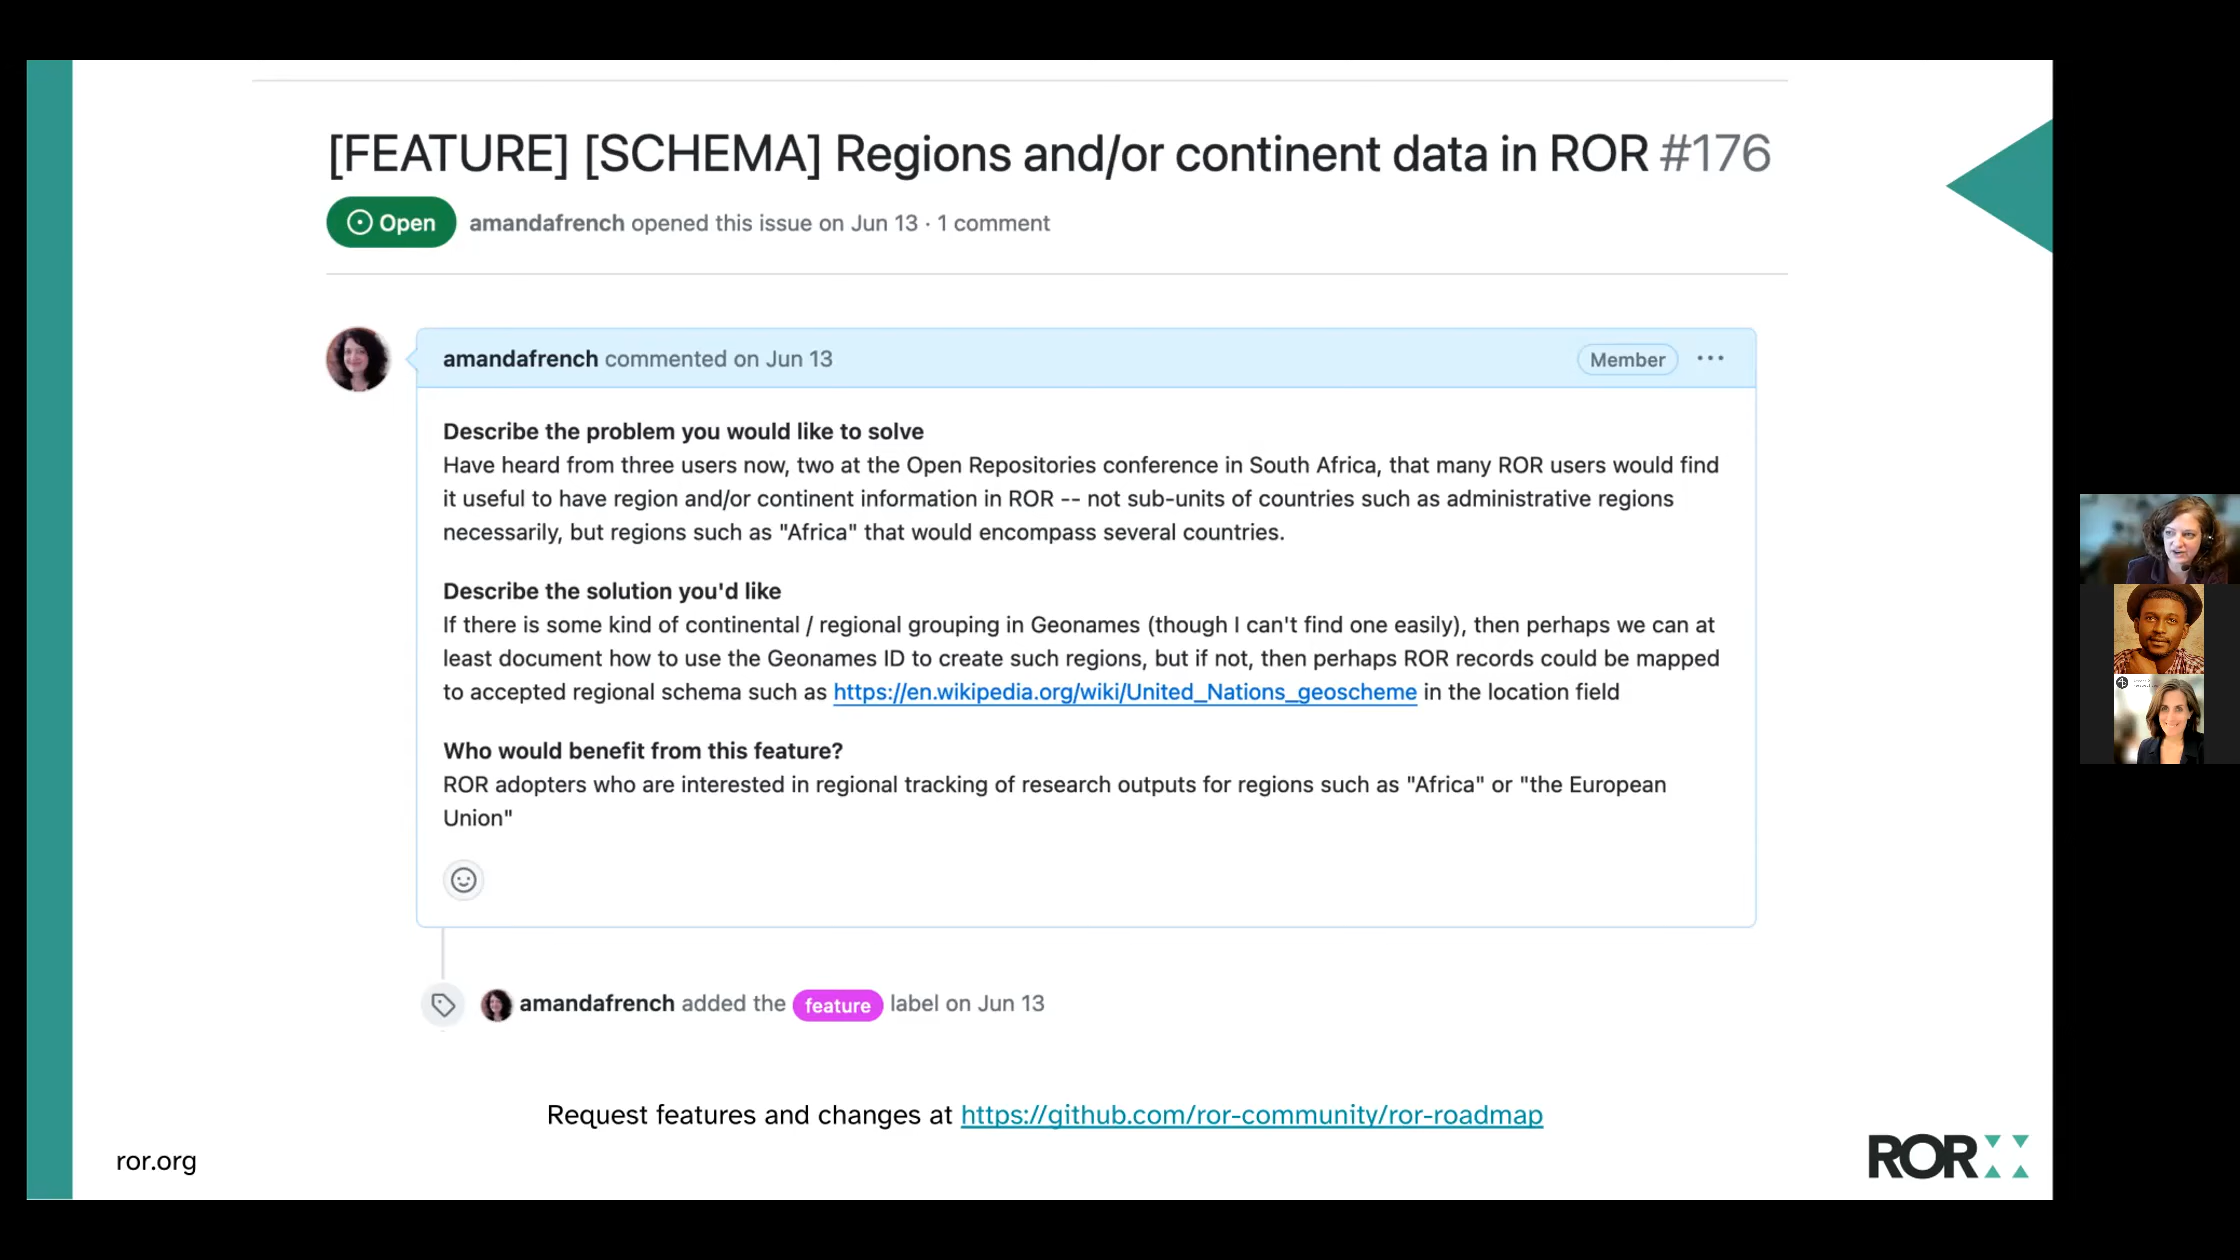 [FEATURE] [SCHEMA] Regions and/or continent data in ROR #176
Open amandafrench opened this issue on Jun 13 · 1 comment
amandafrench commented on Jun 13 Member ...
Describe the problem you would like to solve
Have heard from three users now, two at the Open Repositories conference in South Africa, that many ROR users would find
it useful to have region and/or continent information in ROR -- not sub-units of countries such as administrative regions
necessarily, but regions such as "Africa" that would encompass several countries.
Describe the solution you'd like
If there is some kind of continental / regional grouping in Geonames (though I can't find one easily), then perhaps we can at
least document how to use the Geonames ID to create such regions, but if not, then perhaps ROR records could be mapped
to accepted regional schema such as https://en.wikipedia.org/wiki/United_Nations_geoscheme in the location field
Who would benefit from this feature?
ROR adopters who are interested in regional tracking of research outputs for regions such as "Africa" or "the European
Union"
amandafrench added the feature label on Jun 13
Request features and changes at https://github.com/ror-community/ror-roadmap
ror.org
ROR